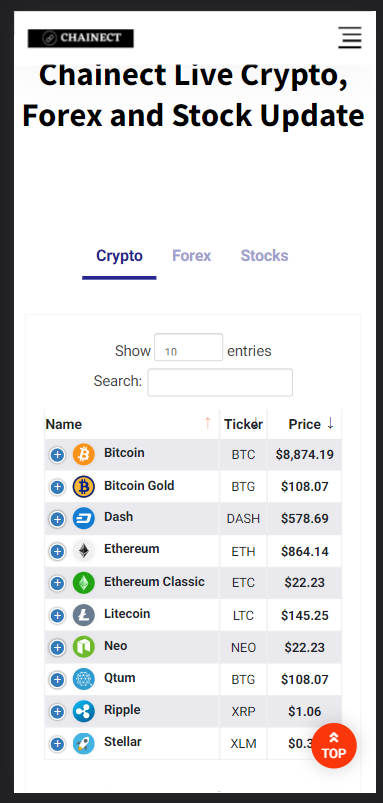 CHAINECT
Chainect Live Crypto,
Forex and Stock Update
Crypto Forex Stocks
Show 10 entries
Search:
Name Ticker Price
Bitcoin BTC $8,874.19
Bitcoin Gold BTG $108.07
Dash DASH $578.69
Ethereum ETH $864.14
Ethereum Classic ETC $22.23
Litecoin LTC $145.25
Neo NEO $22.23
Qtum BTG $108.07
Ripple XRP $1.06
Stellar XLM
TOP